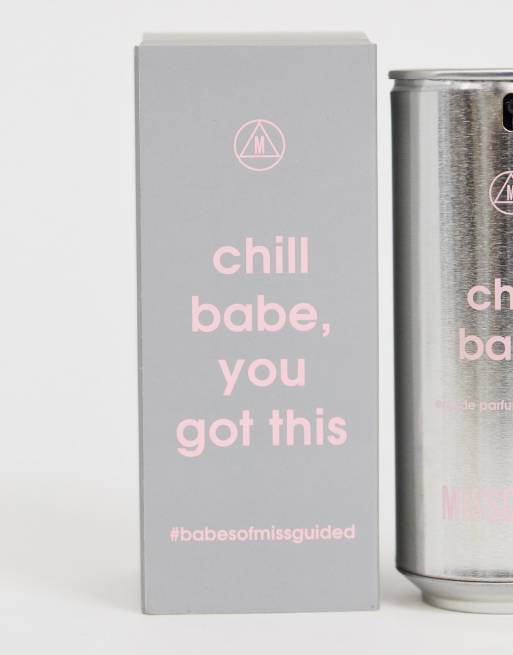 M
chill
babe,
you
got this
#babesofmissguided
M
ch
ba
de parfu
MISS